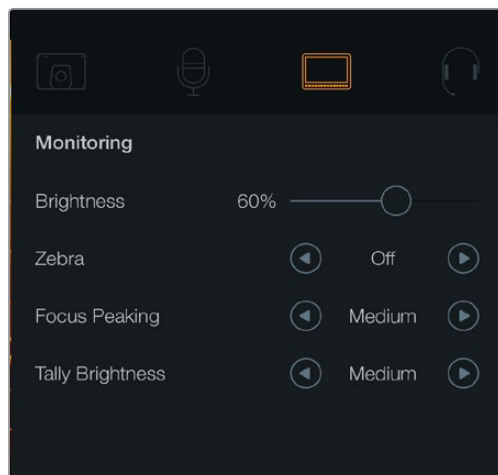 Monitoring
Brightness 60%
Zebra Off
Focus Peaking Medium
Tally Brightness Medium